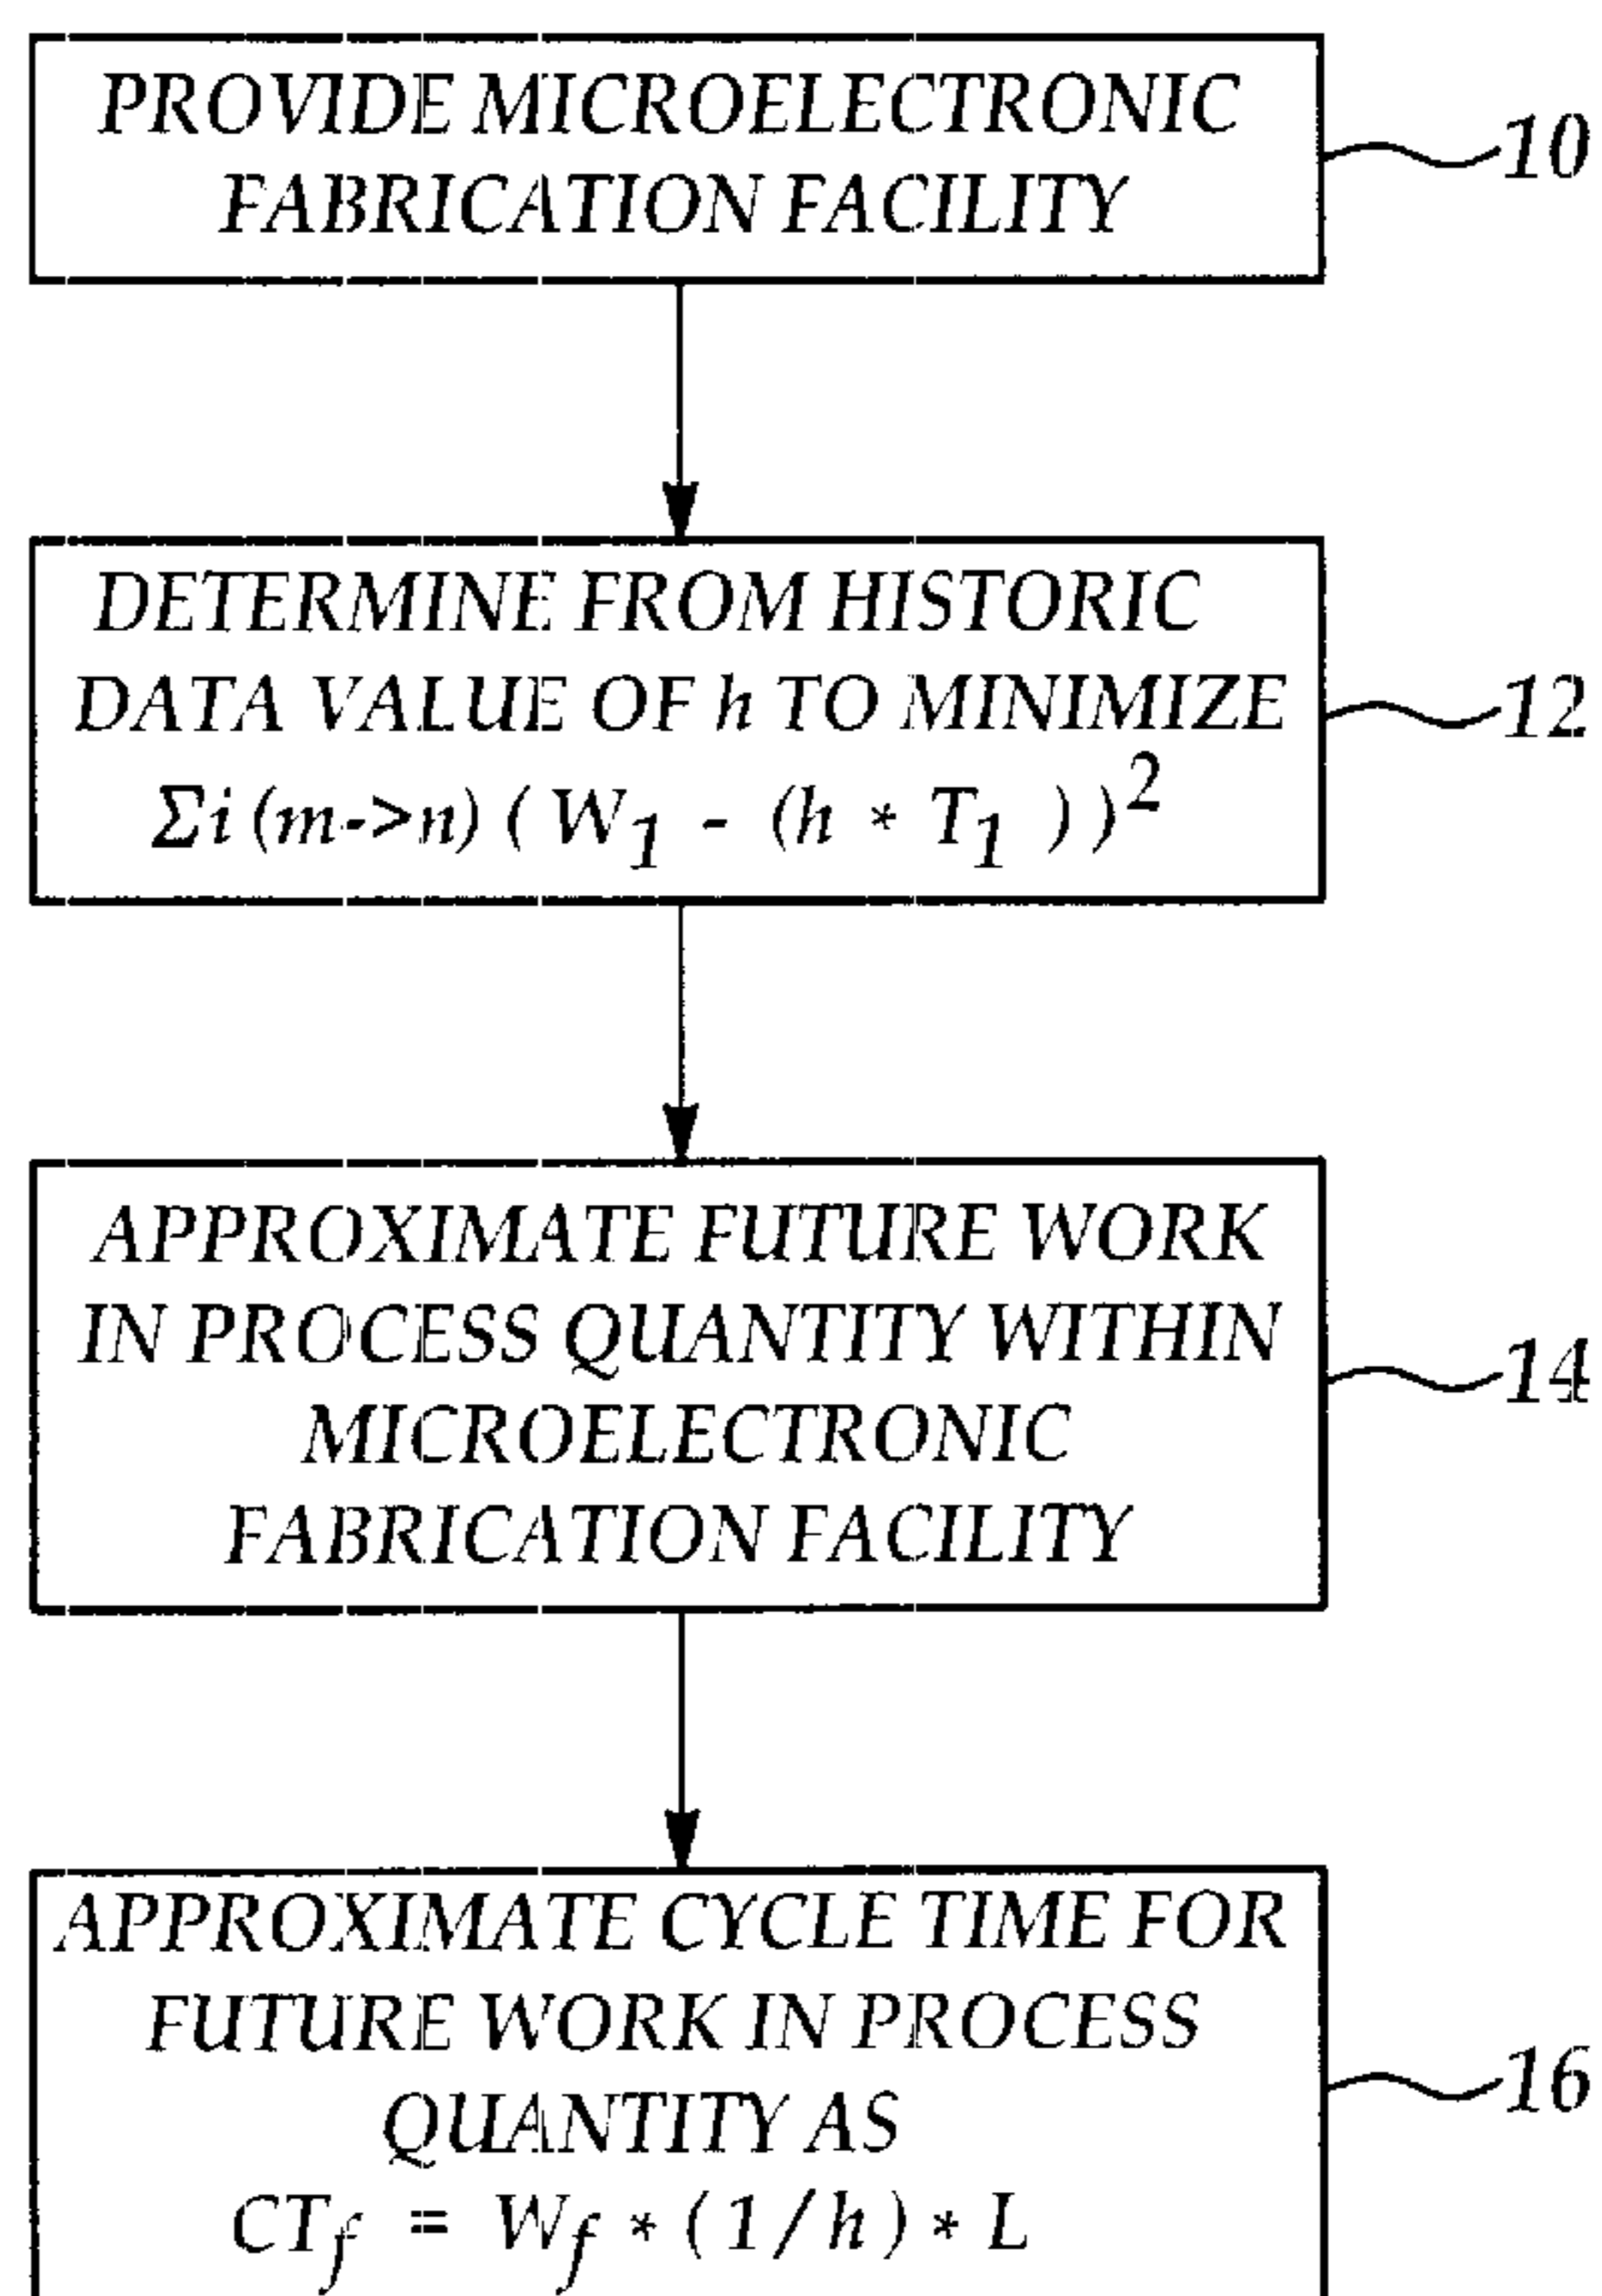 PROVIDE MICROELECTRONIC
FABRICATION FACILITY
10
DETERMINE FROM HISTORIC
DATA VALUE OF h TO MINIMIZE
Σi (m->n) ( W₁ - (h * T₁ ) )²
12
APPROXIMATE FUTURE WORK
IN PROCESS QUANTITY WITHIN
MICROELECTRONIC
FABRICATION FACILITY
14
APPROXIMATE CYCLE TIME FOR
FUTURE WORK IN PROCESS
QUANTITY AS
CTf = Wf * (1/h) * L
16